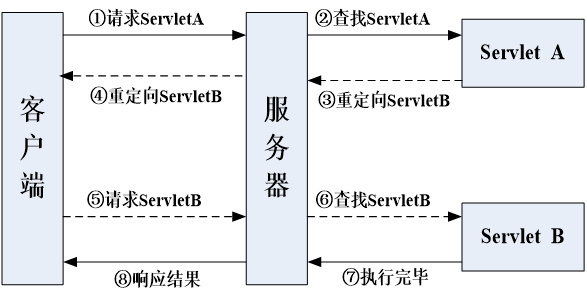 ①请求ServletA
②查找ServletA
Servlet A
④重定向ServletB
③重定向ServletB
客户端
服务器
⑤请求ServletB
⑥查找ServletB
Servlet B
⑧响应结果
⑦执行完毕